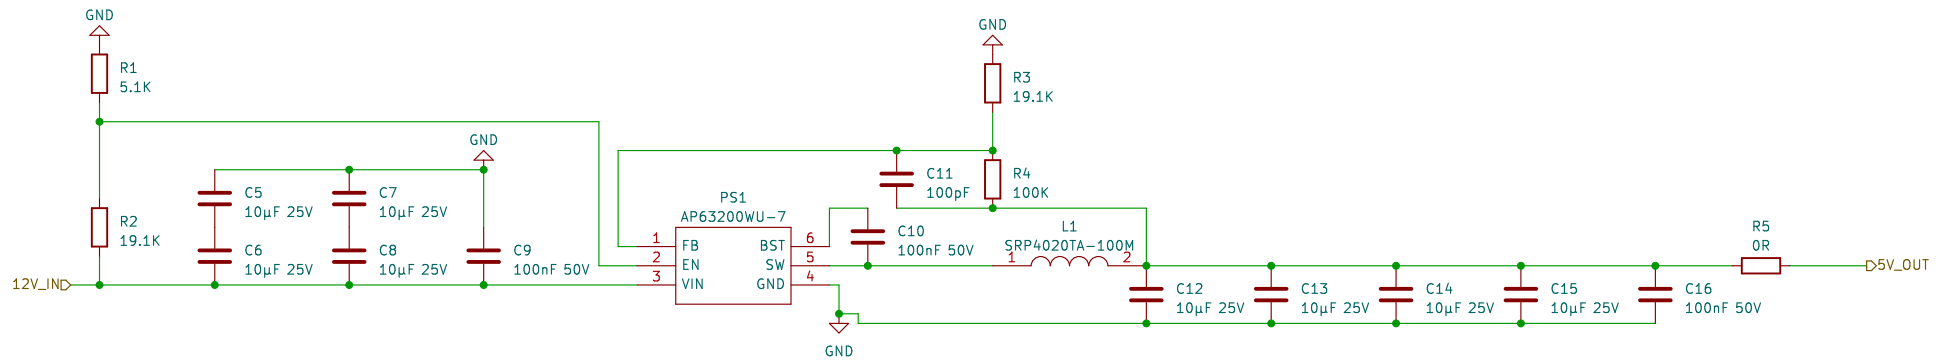 GND
R1
5.1K
R2
19.1K
12V_IN
C5
10μF 25V
C6
10μF 25V
C7
10μF 25V
C8
10μF 25V
GND
C9
100nF 50V
PS1
AP63200WU-7
1
FB
2
EN
3
VIN
BST
6
SW
5
GND
4
GND
C10
100nF 50V
C11
100pF
GND
R3
19.1K
R4
100K
L1
SRP4020TA-100M
1
2
C12
10μF 25V
C13
10μF 25V
C14
10μF 25V
C15
10μF 25V
C16
100nF 50V
R5
0R
5V_OUT